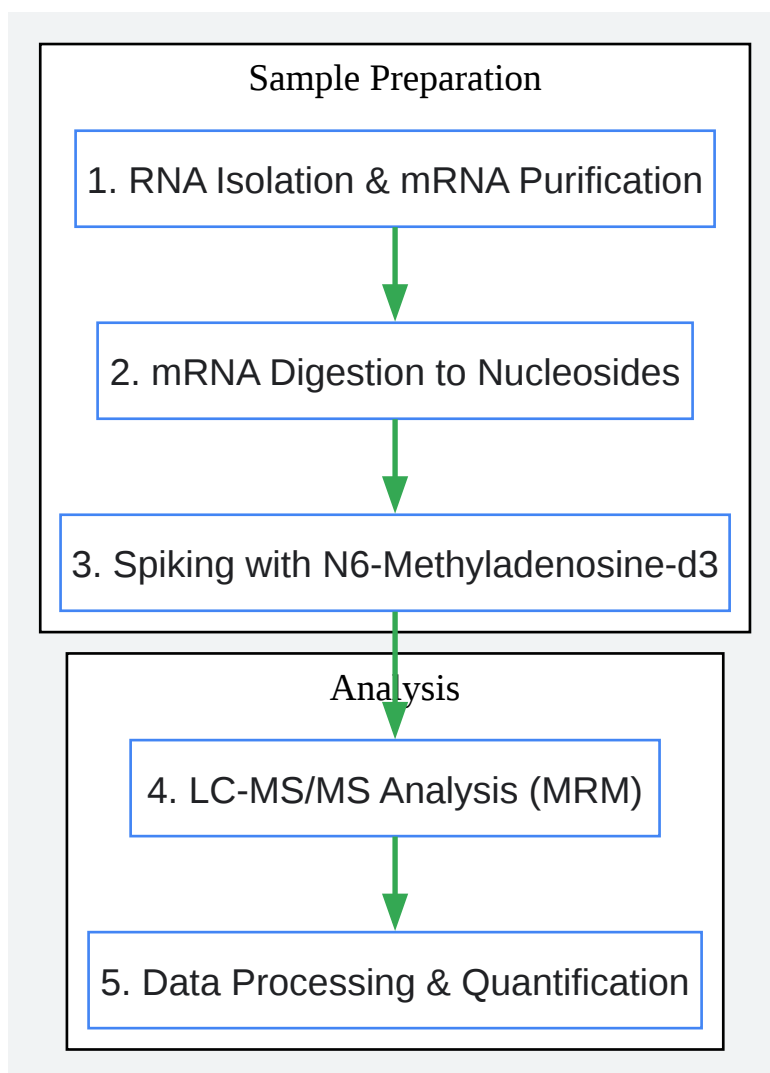 Sample Preparation
1. RNA Isolation & mRNA Purification
2. mRNA Digestion to Nucleosides
3. Spiking with N6-Methyladenosine-d3
Analysis
4. LC-MS/MS Analysis (MRM)
5. Data Processing & Quantification